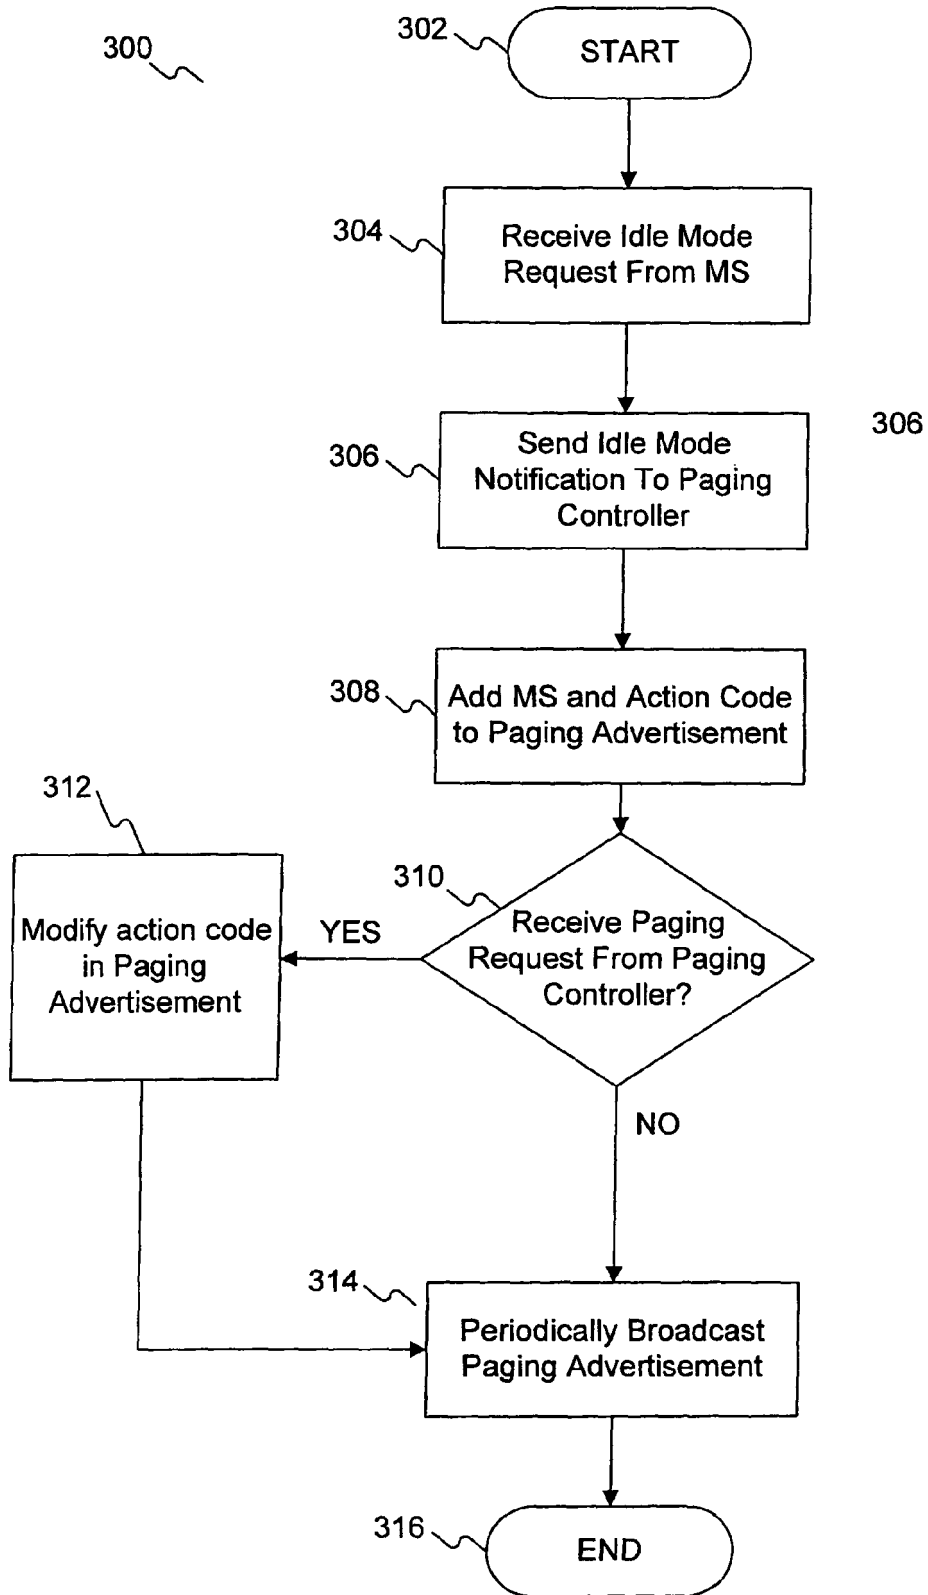 300
302
START
304
Receive Idle Mode
Request From MS
306
Send Idle Mode
Notification To Paging
Controller
306
308
Add MS and Action Code
to Paging Advertisement
312
310
Receive Paging
Request From Paging
Controller?
YES
Modify action code
in Paging
Advertisement
NO
314
Periodically Broadcast
Paging Advertisement
316
END